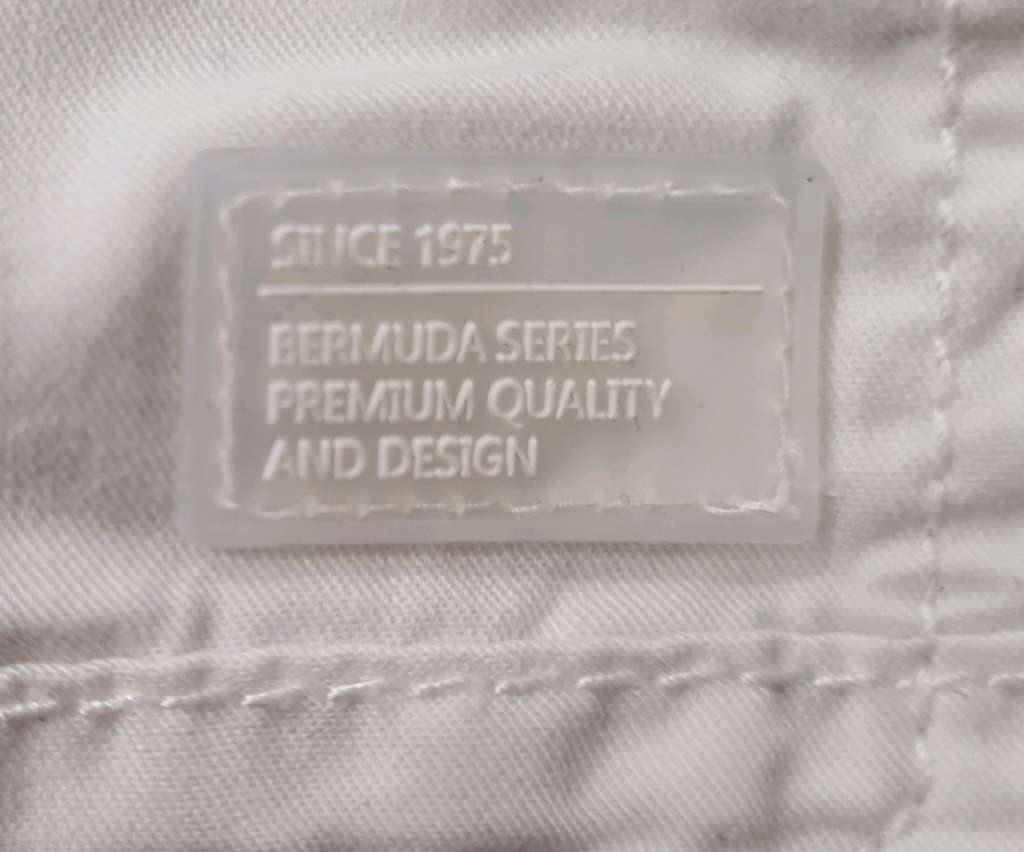 SINCE 1975
BERMUDA SERIES
PREMIUM QUALITY
AND DESIGN